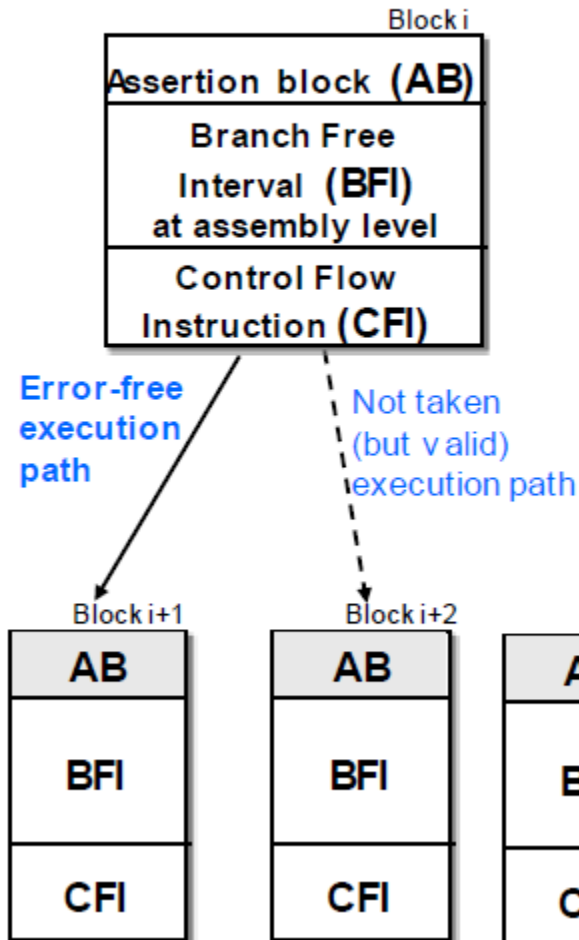 Block i
Assertion block (AB)
Branch Free
Interval (BFI)
at assembly level
Control Flow
Instruction (CFI)
Error-free
execution
path
Not taken
(but valid)
execution path
Block i+1
Block i+2
AB
AB
BFI
BFI
CFI
CFI